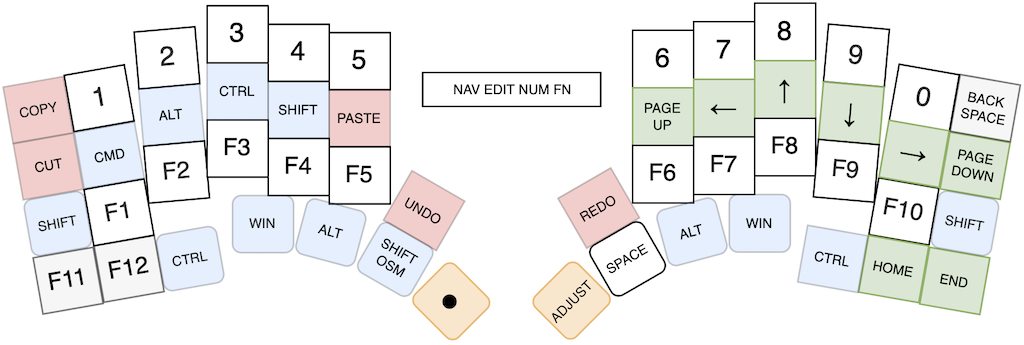 1 2 3 4 5
COPY
CMD ALT CTRL SHIFT PASTE
CUT
F1 F2 F3 F4 F5
SHIFT
F11 F12 CTRL
WIN ALT
SHIFT
OSM
UNDO
NAV EDIT NUM FN
6 7 8 9 0
BACK
SPACE
PAGE
UP
← ↑ ↓ →
PAGE
DOWN
F6 F7 F8 F9 F10
SHIFT
REDO
SPACE
ADJUST
ALT WIN
CTRL HOME END